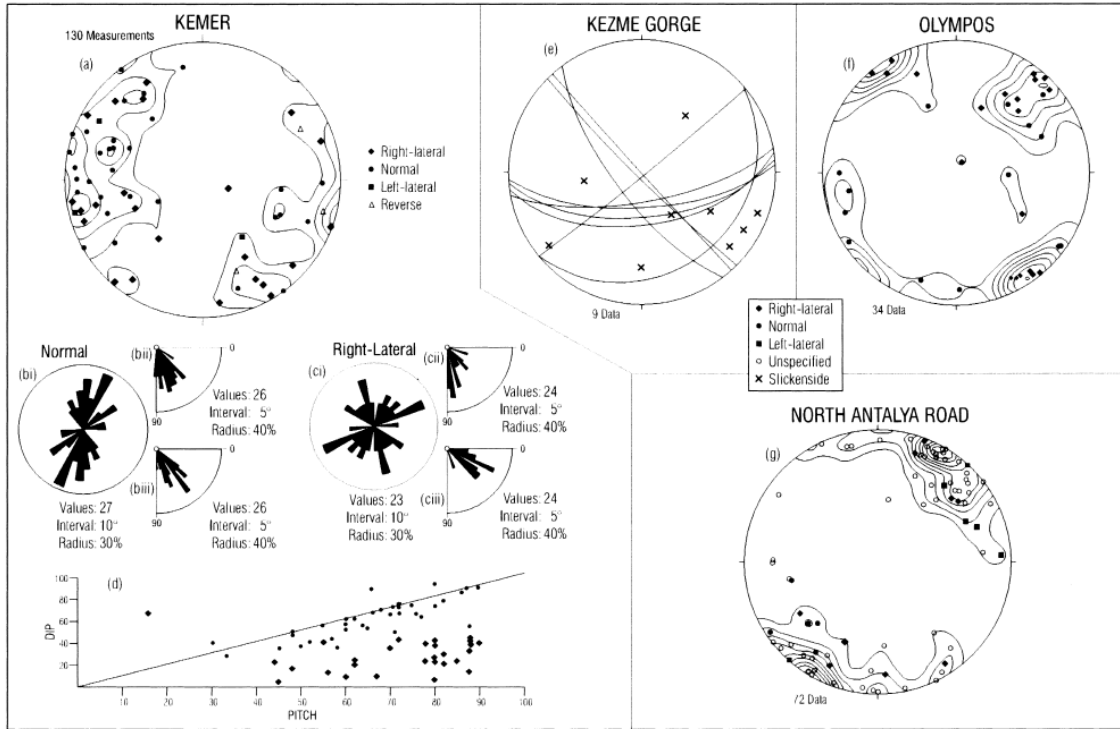 KEMER
130 Measurements
(a)
Right-lateral
Normal
Left-lateral
Reverse
KEZME GORGE
(e)
9 Data
OLYMPOS
(f)
34 Data
Right-lateral
Normal
Left-lateral
Unspecified
Slickenside
Normal
(bi)
Values: 27
Interval: 10°
Radius: 30%
(bii)
0
90
Values: 26
Interval: 5°
Radius: 40%
(biii)
0
90
Values: 26
Interval: 5°
Radius: 40%
Right-Lateral
(ci)
Values: 23
Interval: 10°
Radius: 30%
(cii)
0
90
Values: 24
Interval: 5°
Radius: 40%
(ciii)
0
90
Values: 24
Interval: 5°
Radius: 40%
NORTH ANTALYA ROAD
(g)
72 Data
(d)
DIP
100
80
60
40
20
10 20 30 40 50 60 70 80 90 100
PITCH